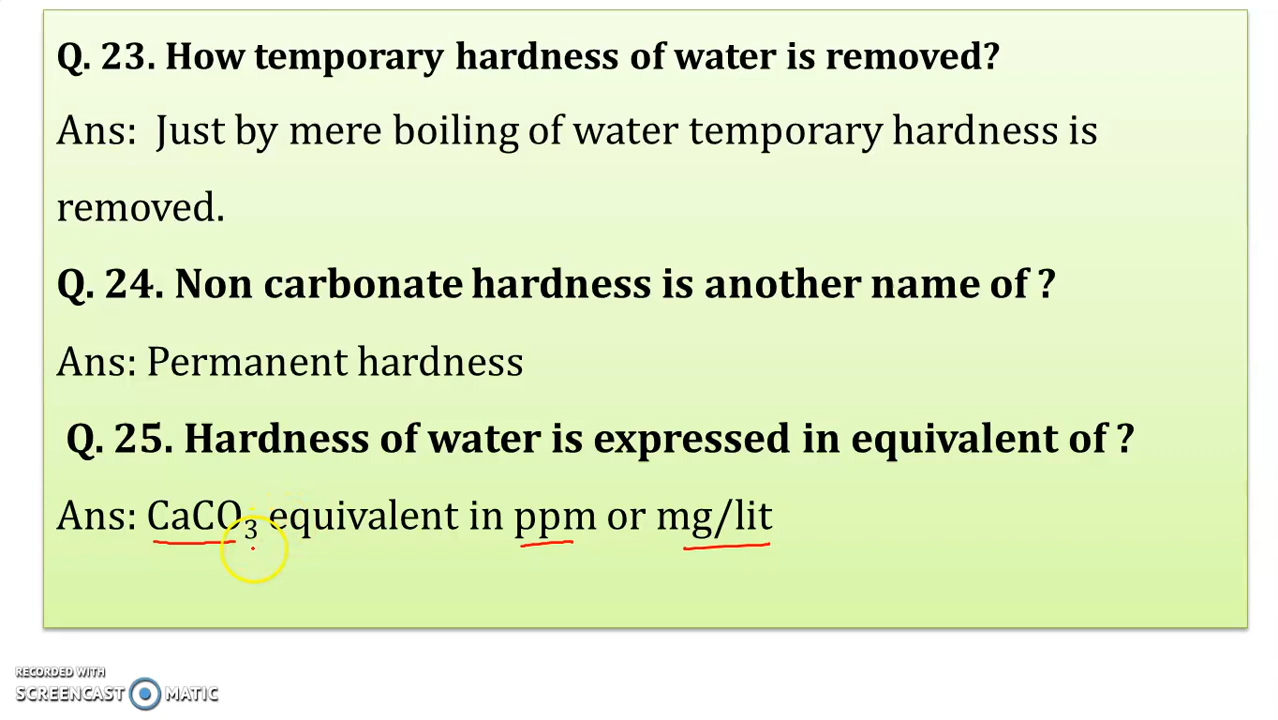 Q. 23. How temporary hardness of water is removed?
Ans: Just by mere boiling of water temporary hardness is
removed.
Q. 24. Non carbonate hardness is another name of ?
Ans: Permanent hardness
Q. 25. Hardness of water is expressed in equivalent of ?
Ans: CaCO₃ equivalent in ppm or mg/lit
RECORDED WITH
SCREENCAST MATIC